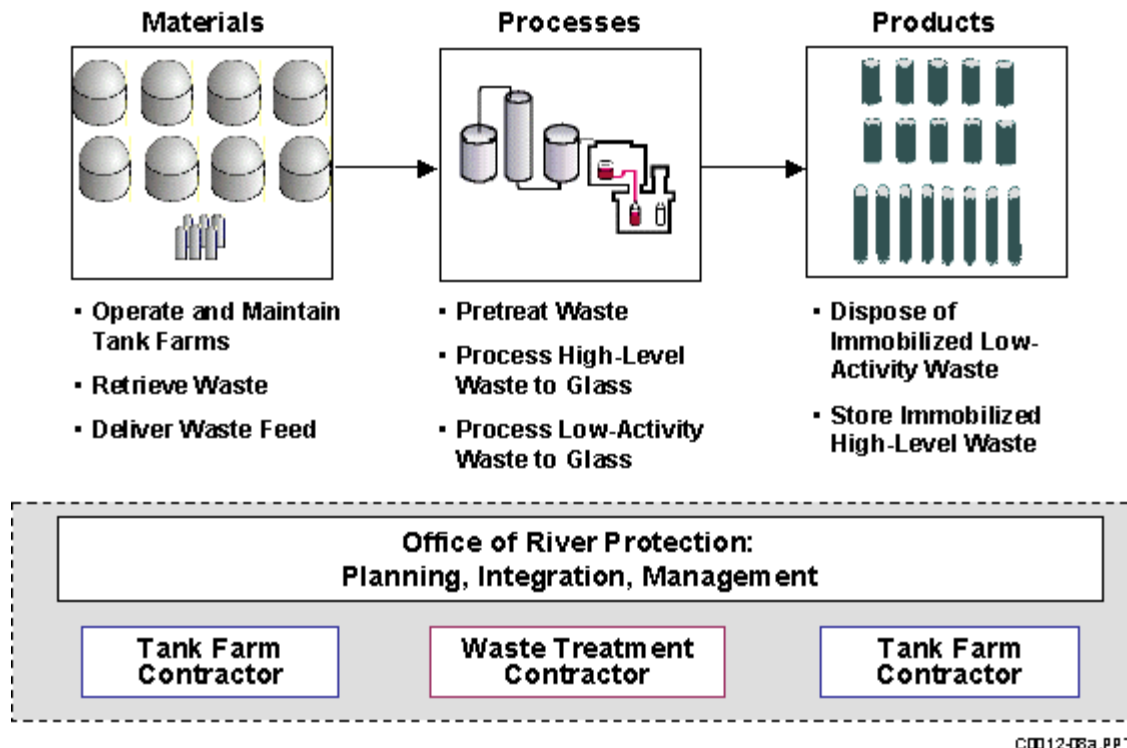 Materials
Processes
Products
▪ Operate and Maintain
Tank Farms
▪ Retrieve Waste
▪ Deliver Waste Feed
▪ Pretreat Waste
▪ Process High-Level
Waste to Glass
▪ Process Low-Activity
Waste to Glass
▪ Dispose of
Immobilized Low-
Activity Waste
▪ Store Immobilized
High-Level Waste
Office of River Protection:
Planning, Integration, Management
Tank Farm
Contractor
Waste Treatment
Contractor
Tank Farm
Contractor